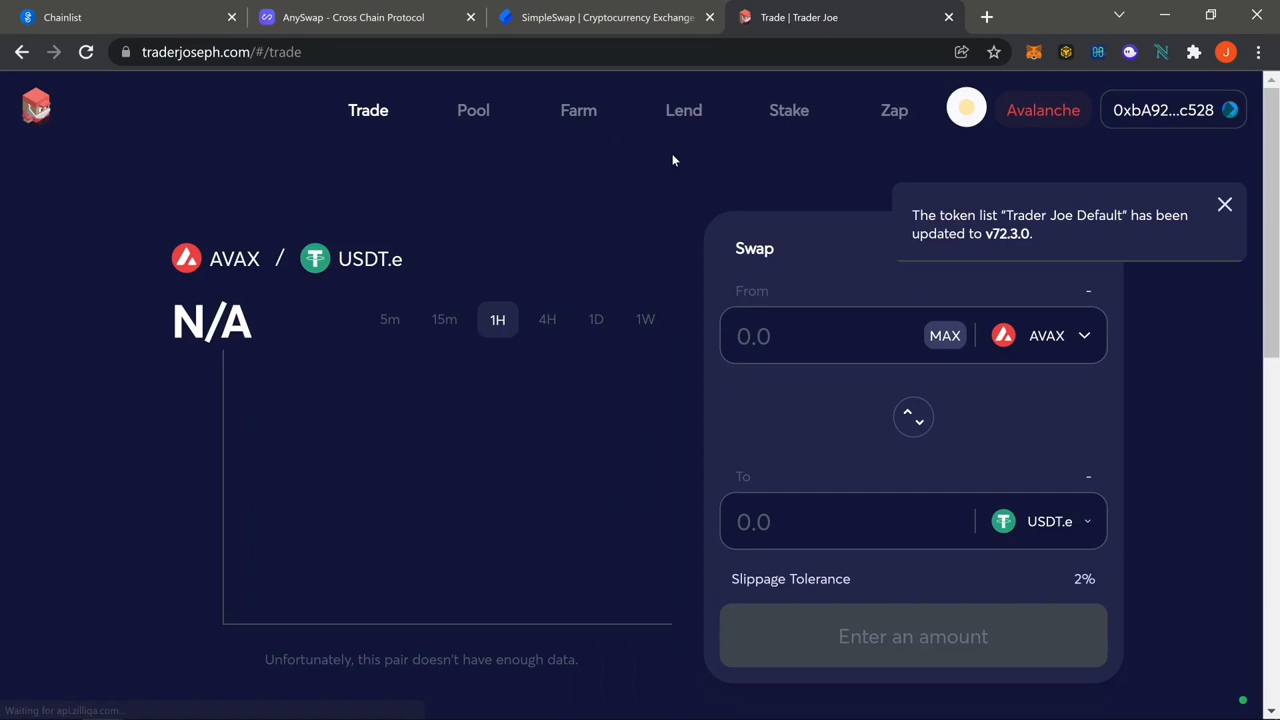 Chainlist
AnySwap - Cross Chain Protocol
SimpleSwap | Cryptocurrency Exchange
Trade | Trader Joe
traderjoseph.com/#/trade
J
Trade
Pool
Farm
Lend
Stake
Zap
Avalanche
0xbA92...c528
The token list "Trader Joe Default" has been
updated to v72.3.0.
AVAX / USDT.e
N/A
5m
15m
1H
4H
1D
1W
Unfortunately, this pair doesn't have enough data.
Swap
From
-
0.0
MAX
AVAX
To
-
0.0
USDT.e
Slippage Tolerance
2%
Enter an amount
Waiting for api.zilliqa.com...